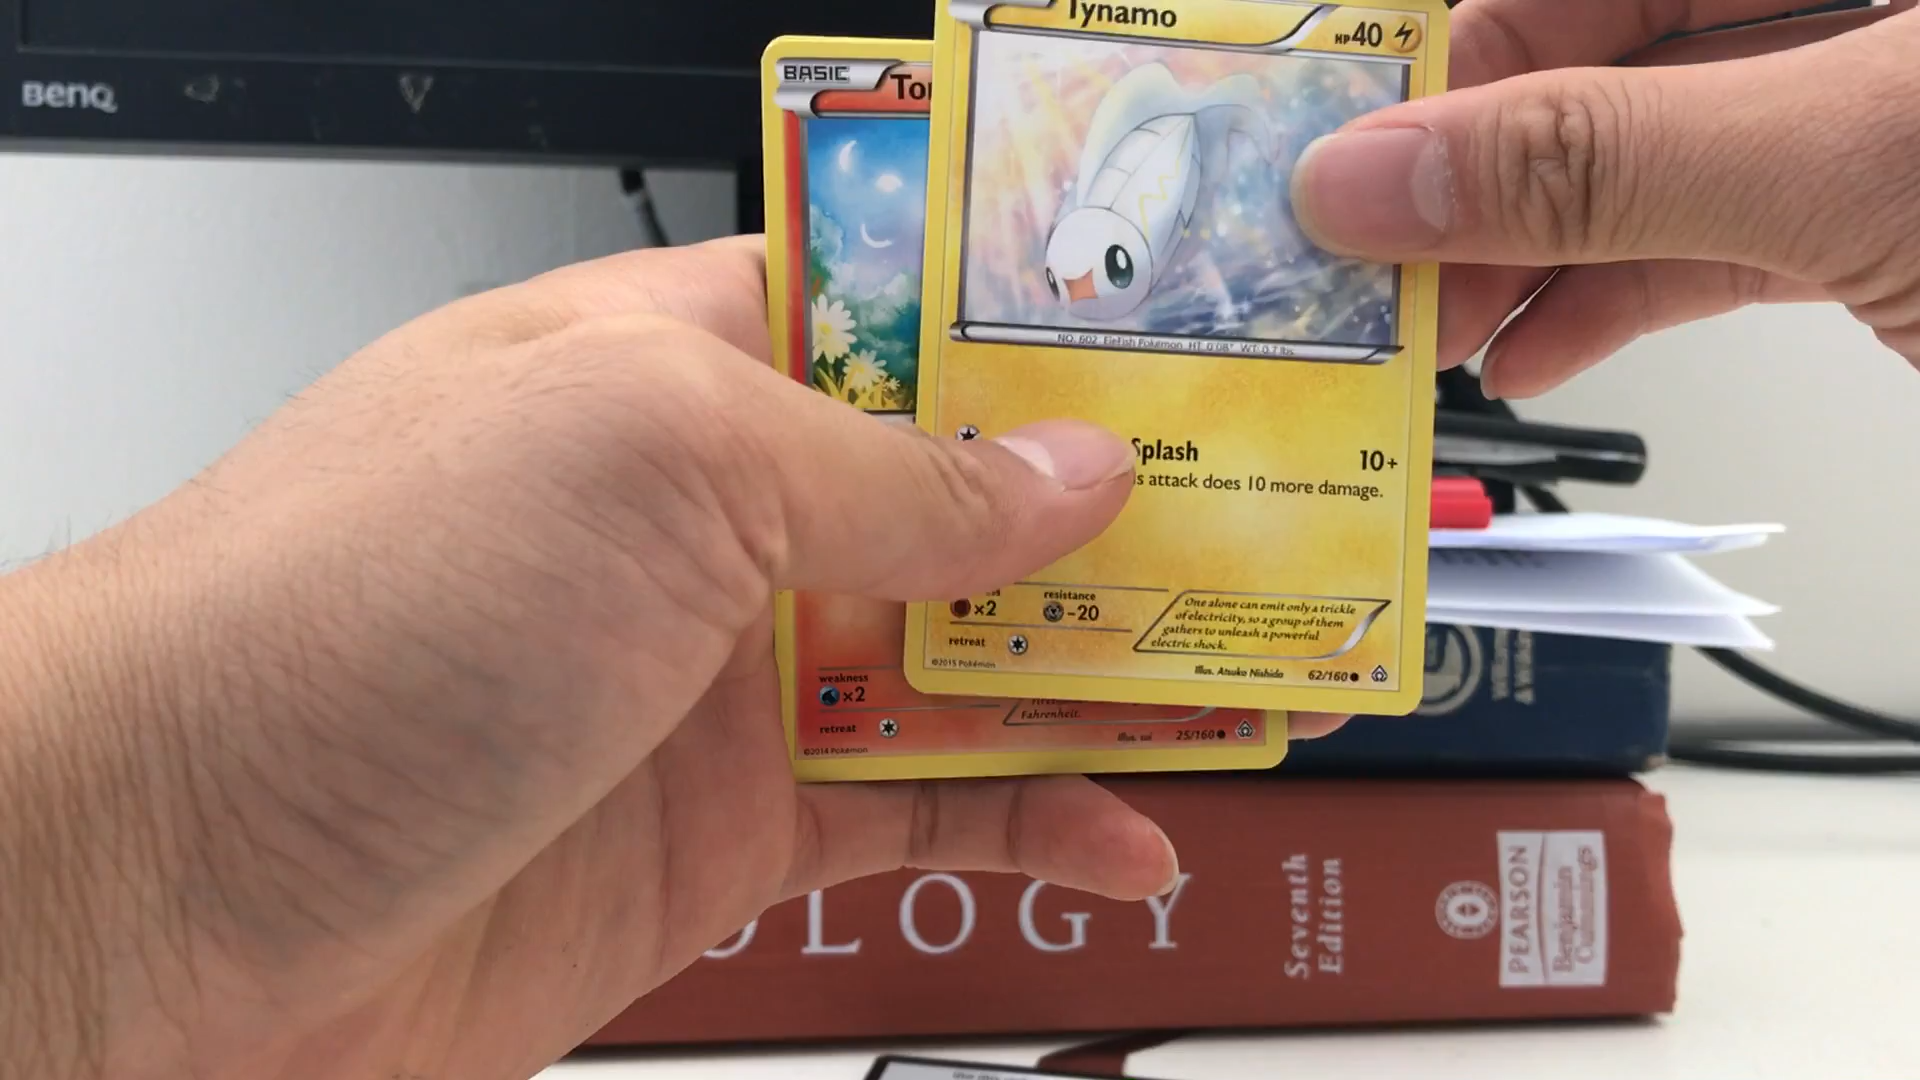 BenQ
BASIC
To
Tynamo
HP40
NO. 602 EleFish Pokémon HT 0'08" WT 0.7 lbs
Splash 10+
is attack does 10 more damage.
x2
resistance
-20
retreat
One alone can emit only a trickle
of electricity, so a group of them
gathers to unleash a powerful
electric shock.
©2015 Pokémon
Illus. Atsuko Nishida
62/160
weakness
x2
retreat
Fahrenheit.
©2014 Pokémon
Illus. sui
25/160
OLOGY
Seventh
Edition
PEARSON
Benjamin
Cummings